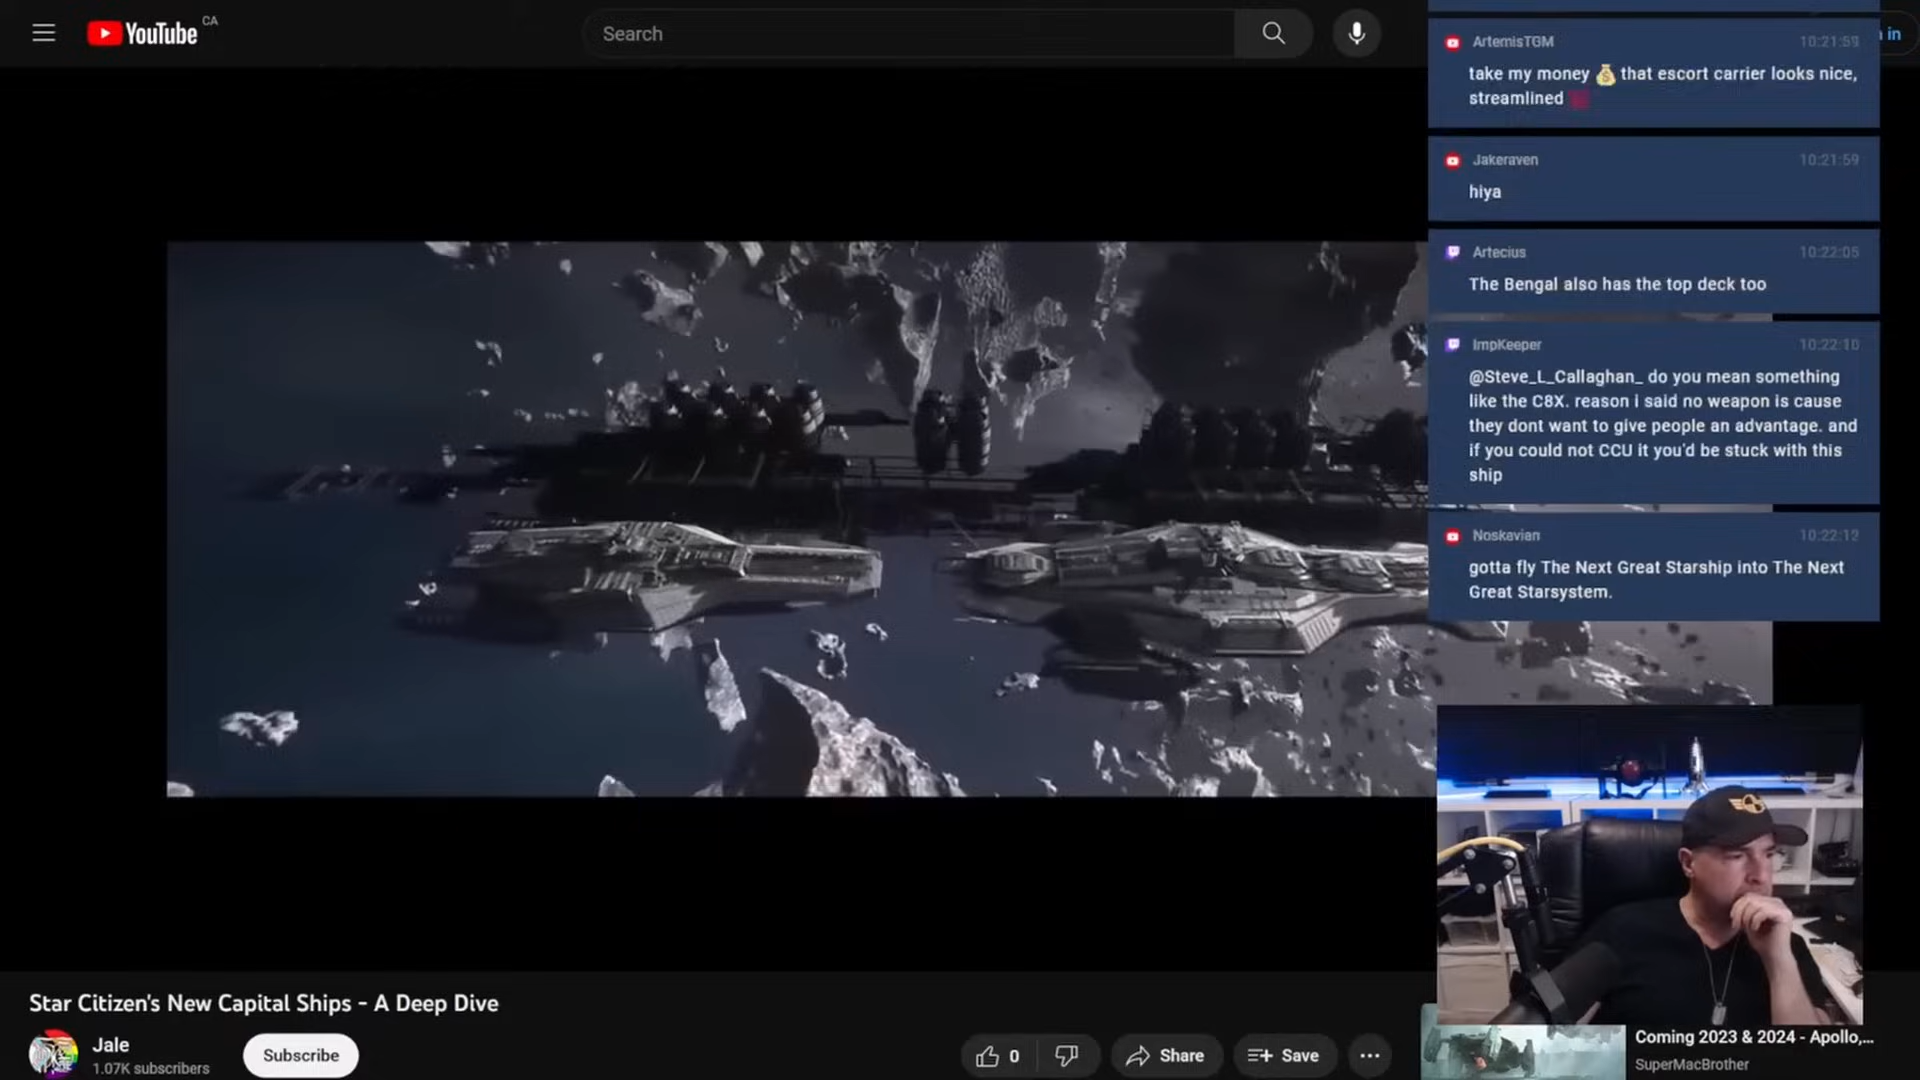 YouTube CA
Search
in
ArtemisTGM 10:21:59
take my money 💰 that escort carrier looks nice,
streamlined
Jakeraven 10:21:59
hiya
Artecius 10:22:05
The Bengal also has the top deck too
ImpKeeper 10:22:10
@Steve_L_Callaghan_ do you mean something
like the C8X. reason i said no weapon is cause
they dont want to give people an advantage. and
if you could not CCU it you'd be stuck with this
ship
Noskavian 10:22:12
gotta fly The Next Great Starship into The Next
Great Starsystem.
Star Citizen's New Capital Ships - A Deep Dive
Jale
1.07K subscribers
Subscribe
0
Share
Save
Coming 2023 & 2024 - Apollo,...
SuperMacBrother